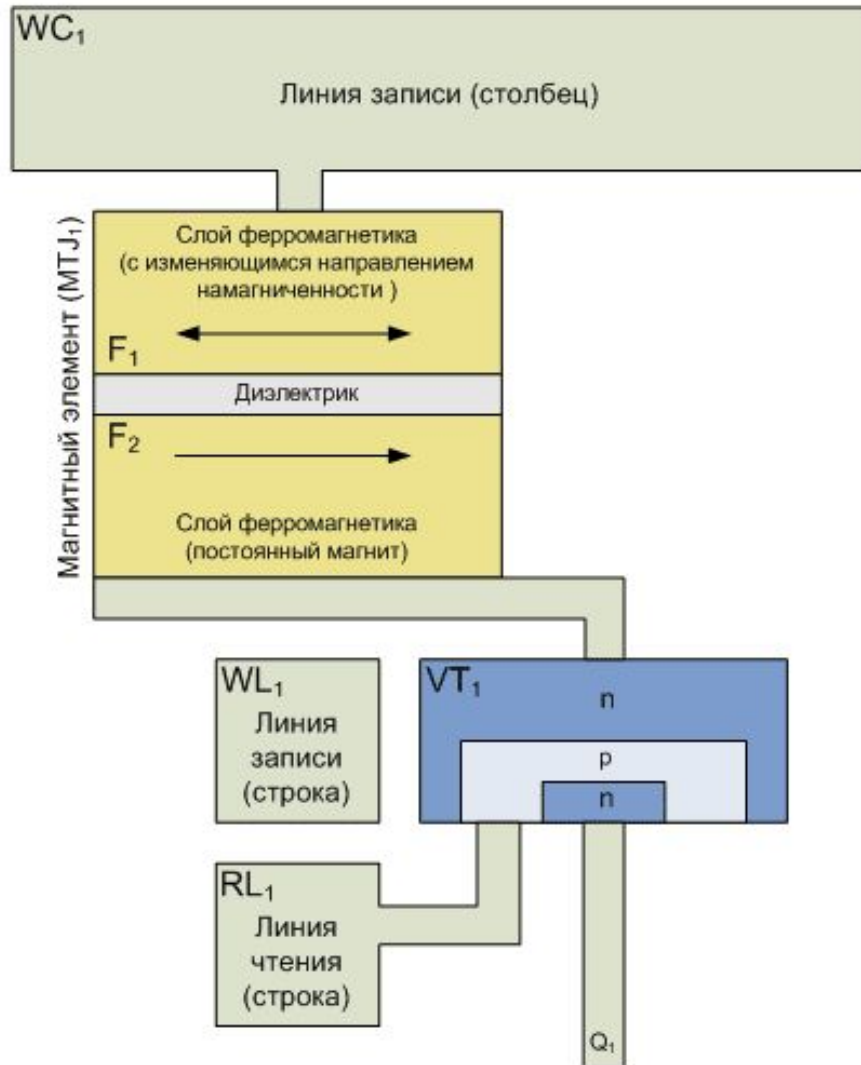 WC₁
Линия записи (столбец)
Магнитный элемент (MTJ₁)
Слой ферромагнетика
(с изменяющимся направлением
намагниченности )
F₁
Диэлектрик
F₂
Слой ферромагнетика
(постоянный магнит)
WL₁
Линия
записи
(строка)
VT₁
n
p
n
RL₁
Линия
чтения
(строка)
Q₁